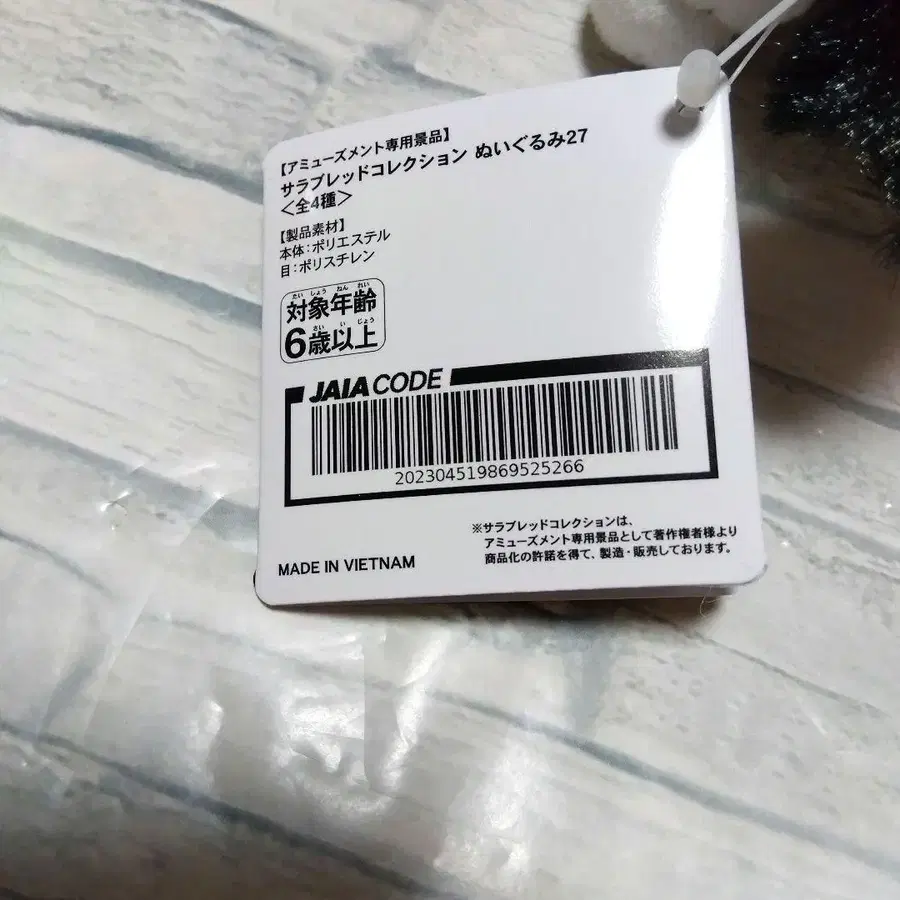 【アミューズメント専用景品】
サラブレッドコレクション ぬいぐるみ27
＜全4種＞
【製品素材】
本体：ポリエステル
目：ポリスチレン
たい しょう ねん れい
対象年齢
さい い じょう
6歳以上
JAIA CODE
202304519869525266
※サラブレッドコレクションは、
アミューズメント専用景品として著作権者様より
商品化の許諾を得て、製造・販売しております。
MADE IN VIETNAM